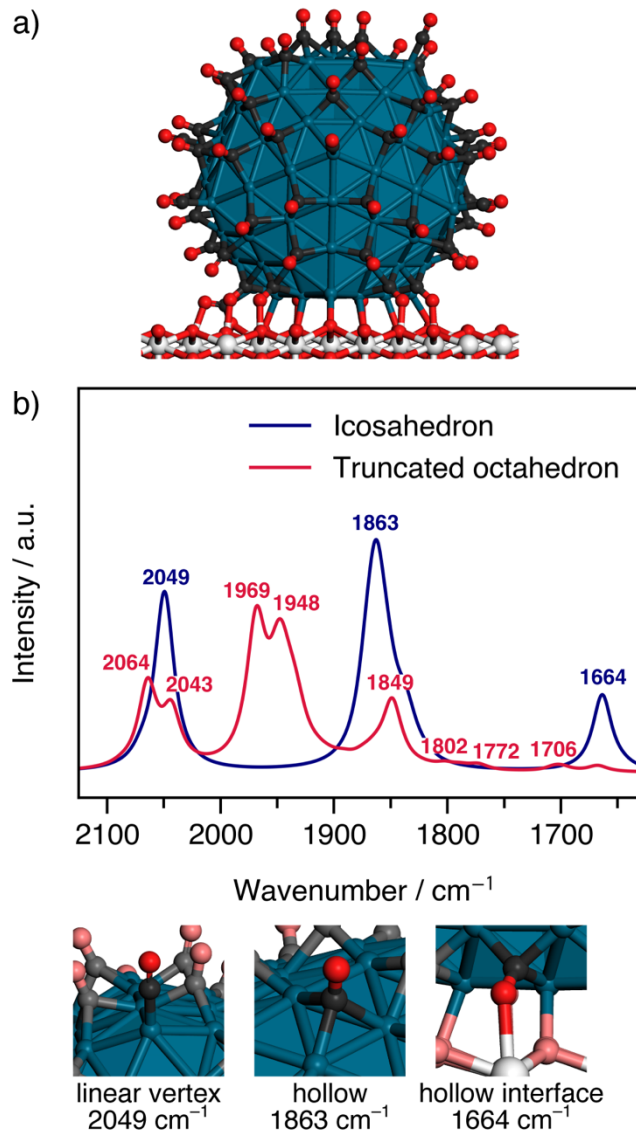 a)
b)
Icosahedron
Truncated octahedron
1863
2049
1969
1948
2064
2043
1849
1664
1802
1772
1706
Intensity / a.u.
2100
2000
1900
1800
1700
Wavenumber / cm⁻¹
linear vertex
2049 cm⁻¹
hollow
1863 cm⁻¹
hollow interface
1664 cm⁻¹